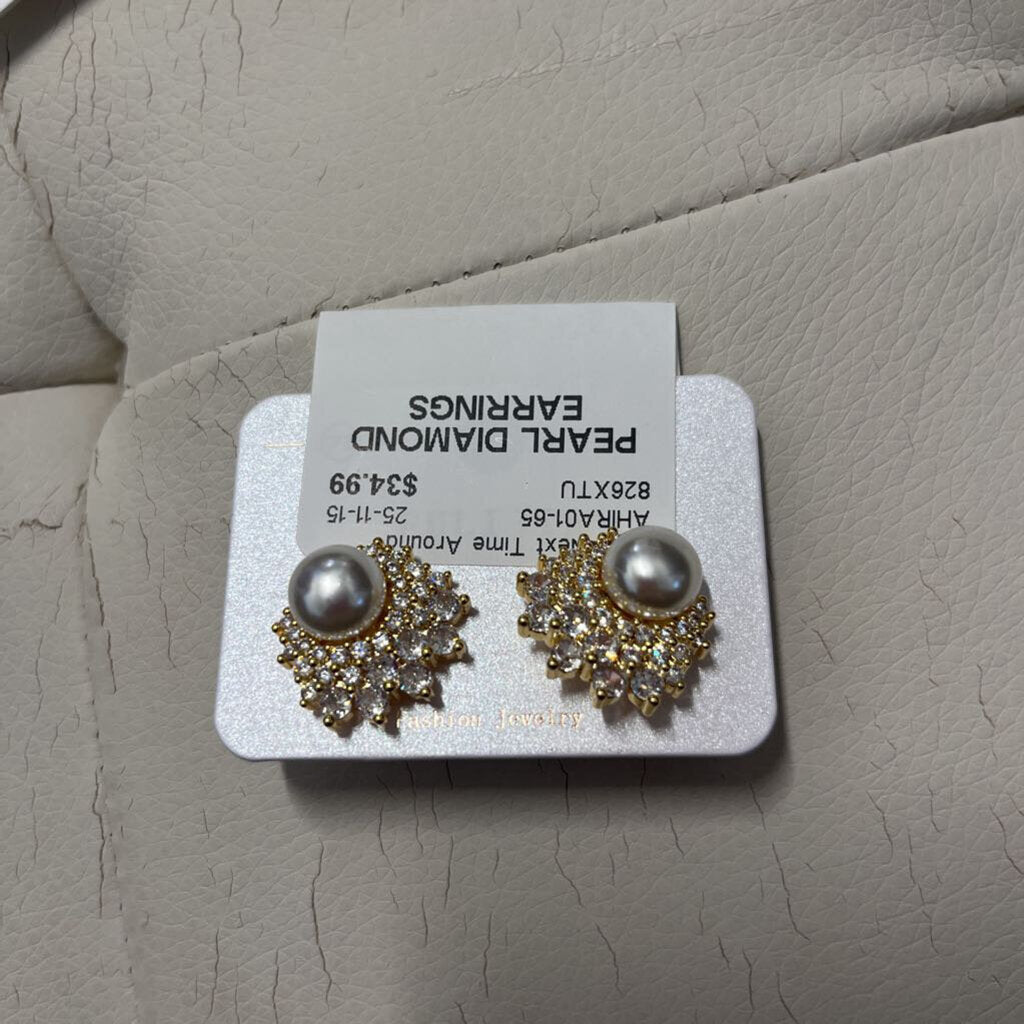 Next Time Around
AHIRA01-65 25-11-15
826XTU $34.99
PEARL DIAMOND
EARRINGS
Fashion Jewelry